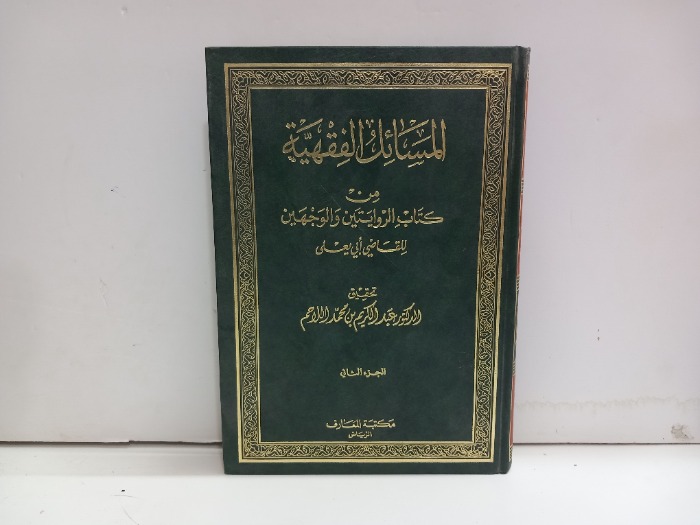 المسائل الفقهية
من
كتاب الروايتين والوجهين
للقاضي أبي يعلى
تحقيق
الدكتور عبد الكريم بن محمد اللاحم
الجزء الثاني
مكتبة المعارف
الرياض